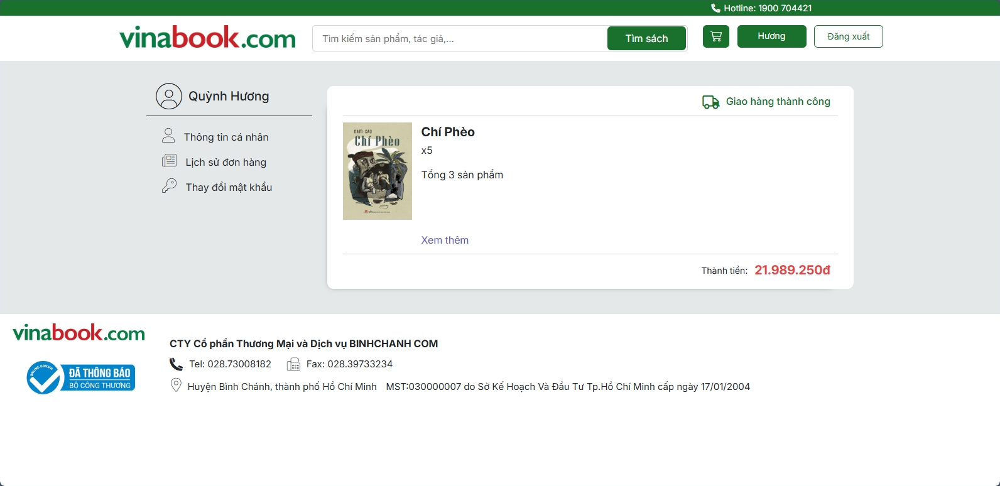 Hotline: 1900 704421
vinabook.com
Tìm kiếm sản phẩm, tác giả,...
Tìm sách
Hương
Đăng xuất
Quỳnh Hương
Thông tin cá nhân
Lịch sử đơn hàng
Thay đổi mật khẩu
Giao hàng thành công
NAM CAO
Chí Phèo
Chí Phèo
x5
Tổng 3 sản phẩm
Xem thêm
Thành tiền: 21.989.250đ
vinabook.com
ONLINE.GOV.VN
ĐÃ THÔNG BÁO
BỘ CÔNG THƯƠNG
CTY Cổ phần Thương Mại và Dịch vụ BINHCHANH COM
Tel: 028.73008182 Fax: 028.39733234
Huyện Bình Chánh, thành phố Hồ Chí Minh MST:030000007 do Sở Kế Hoạch Và Đầu Tư Tp.Hồ Chí Minh cấp ngày 17/01/2004